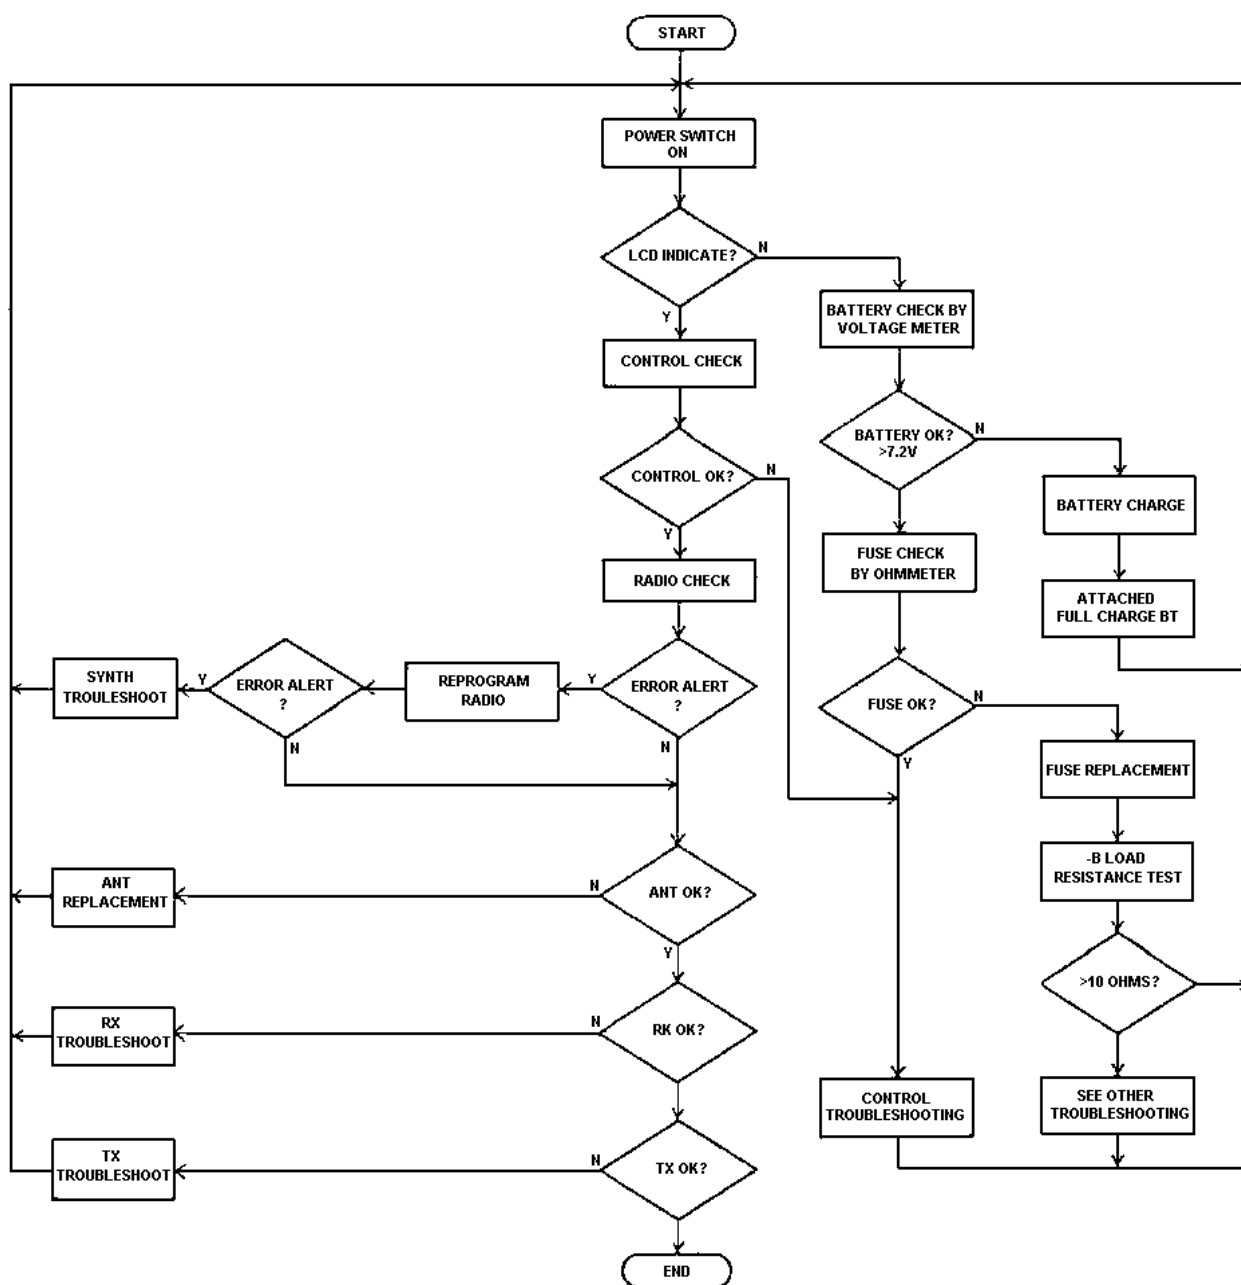 START
POWER SWITCH
ON
LCD INDICATE?
N
Y
BATTERY CHECK BY
VOLTAGE METER
CONTROL CHECK
BATTERY OK?
>7.2V
N
CONTROL OK?
N
Y
BATTERY CHARGE
FUSE CHECK
BY OHMMETER
RADIO CHECK
ATTACHED
FULL CHARGE BT
SYNTH
TROULESHOOT
Y
ERROR ALERT
?
N
REPROGRAM
RADIO
Y
ERROR ALERT
?
N
FUSE OK?
N
Y
FUSE REPLACEMENT
-B LOAD
RESISTANCE TEST
ANT
REPLACEMENT
N
ANT OK?
Y
>10 OHMS?
RX
TROUBLESHOOT
N
RK OK?
CONTROL
TROUBLESHOOTING
SEE OTHER
TROUBLESHOOTING
TX
TROUBLESHOOT
N
TX OK?
END